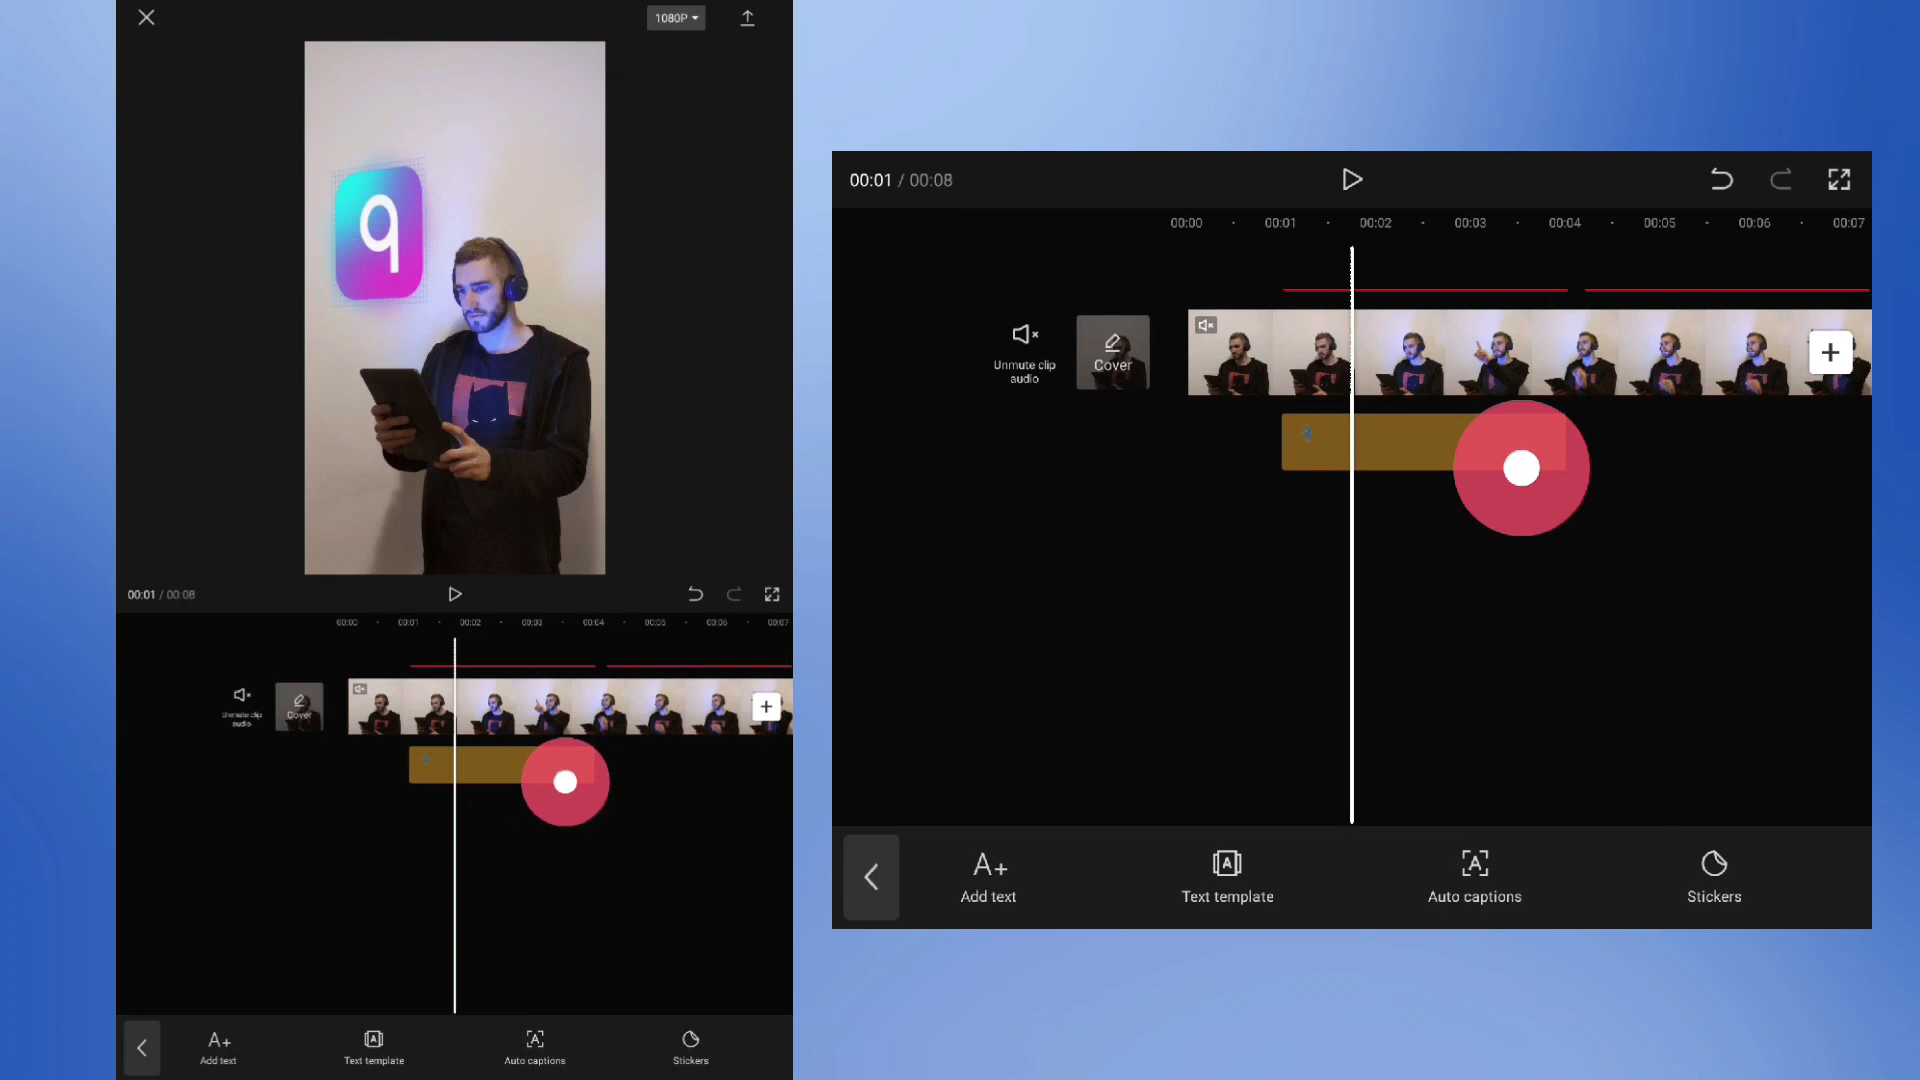 1080P
9
00:01 / 00:08
00:00 00:01 00:02 00:03 00:04 00:05 00:06 00:07
Unmute clip
audio
Cover
A+
A
A
Add text
Text template
Auto captions
Stickers
00:01 / 00:08
00:00 00:01 00:02 00:03 00:04 00:05 00:06 00:07
Unmute clip
audio
Cover
A+
A
A
Add text
Text template
Auto captions
Stickers